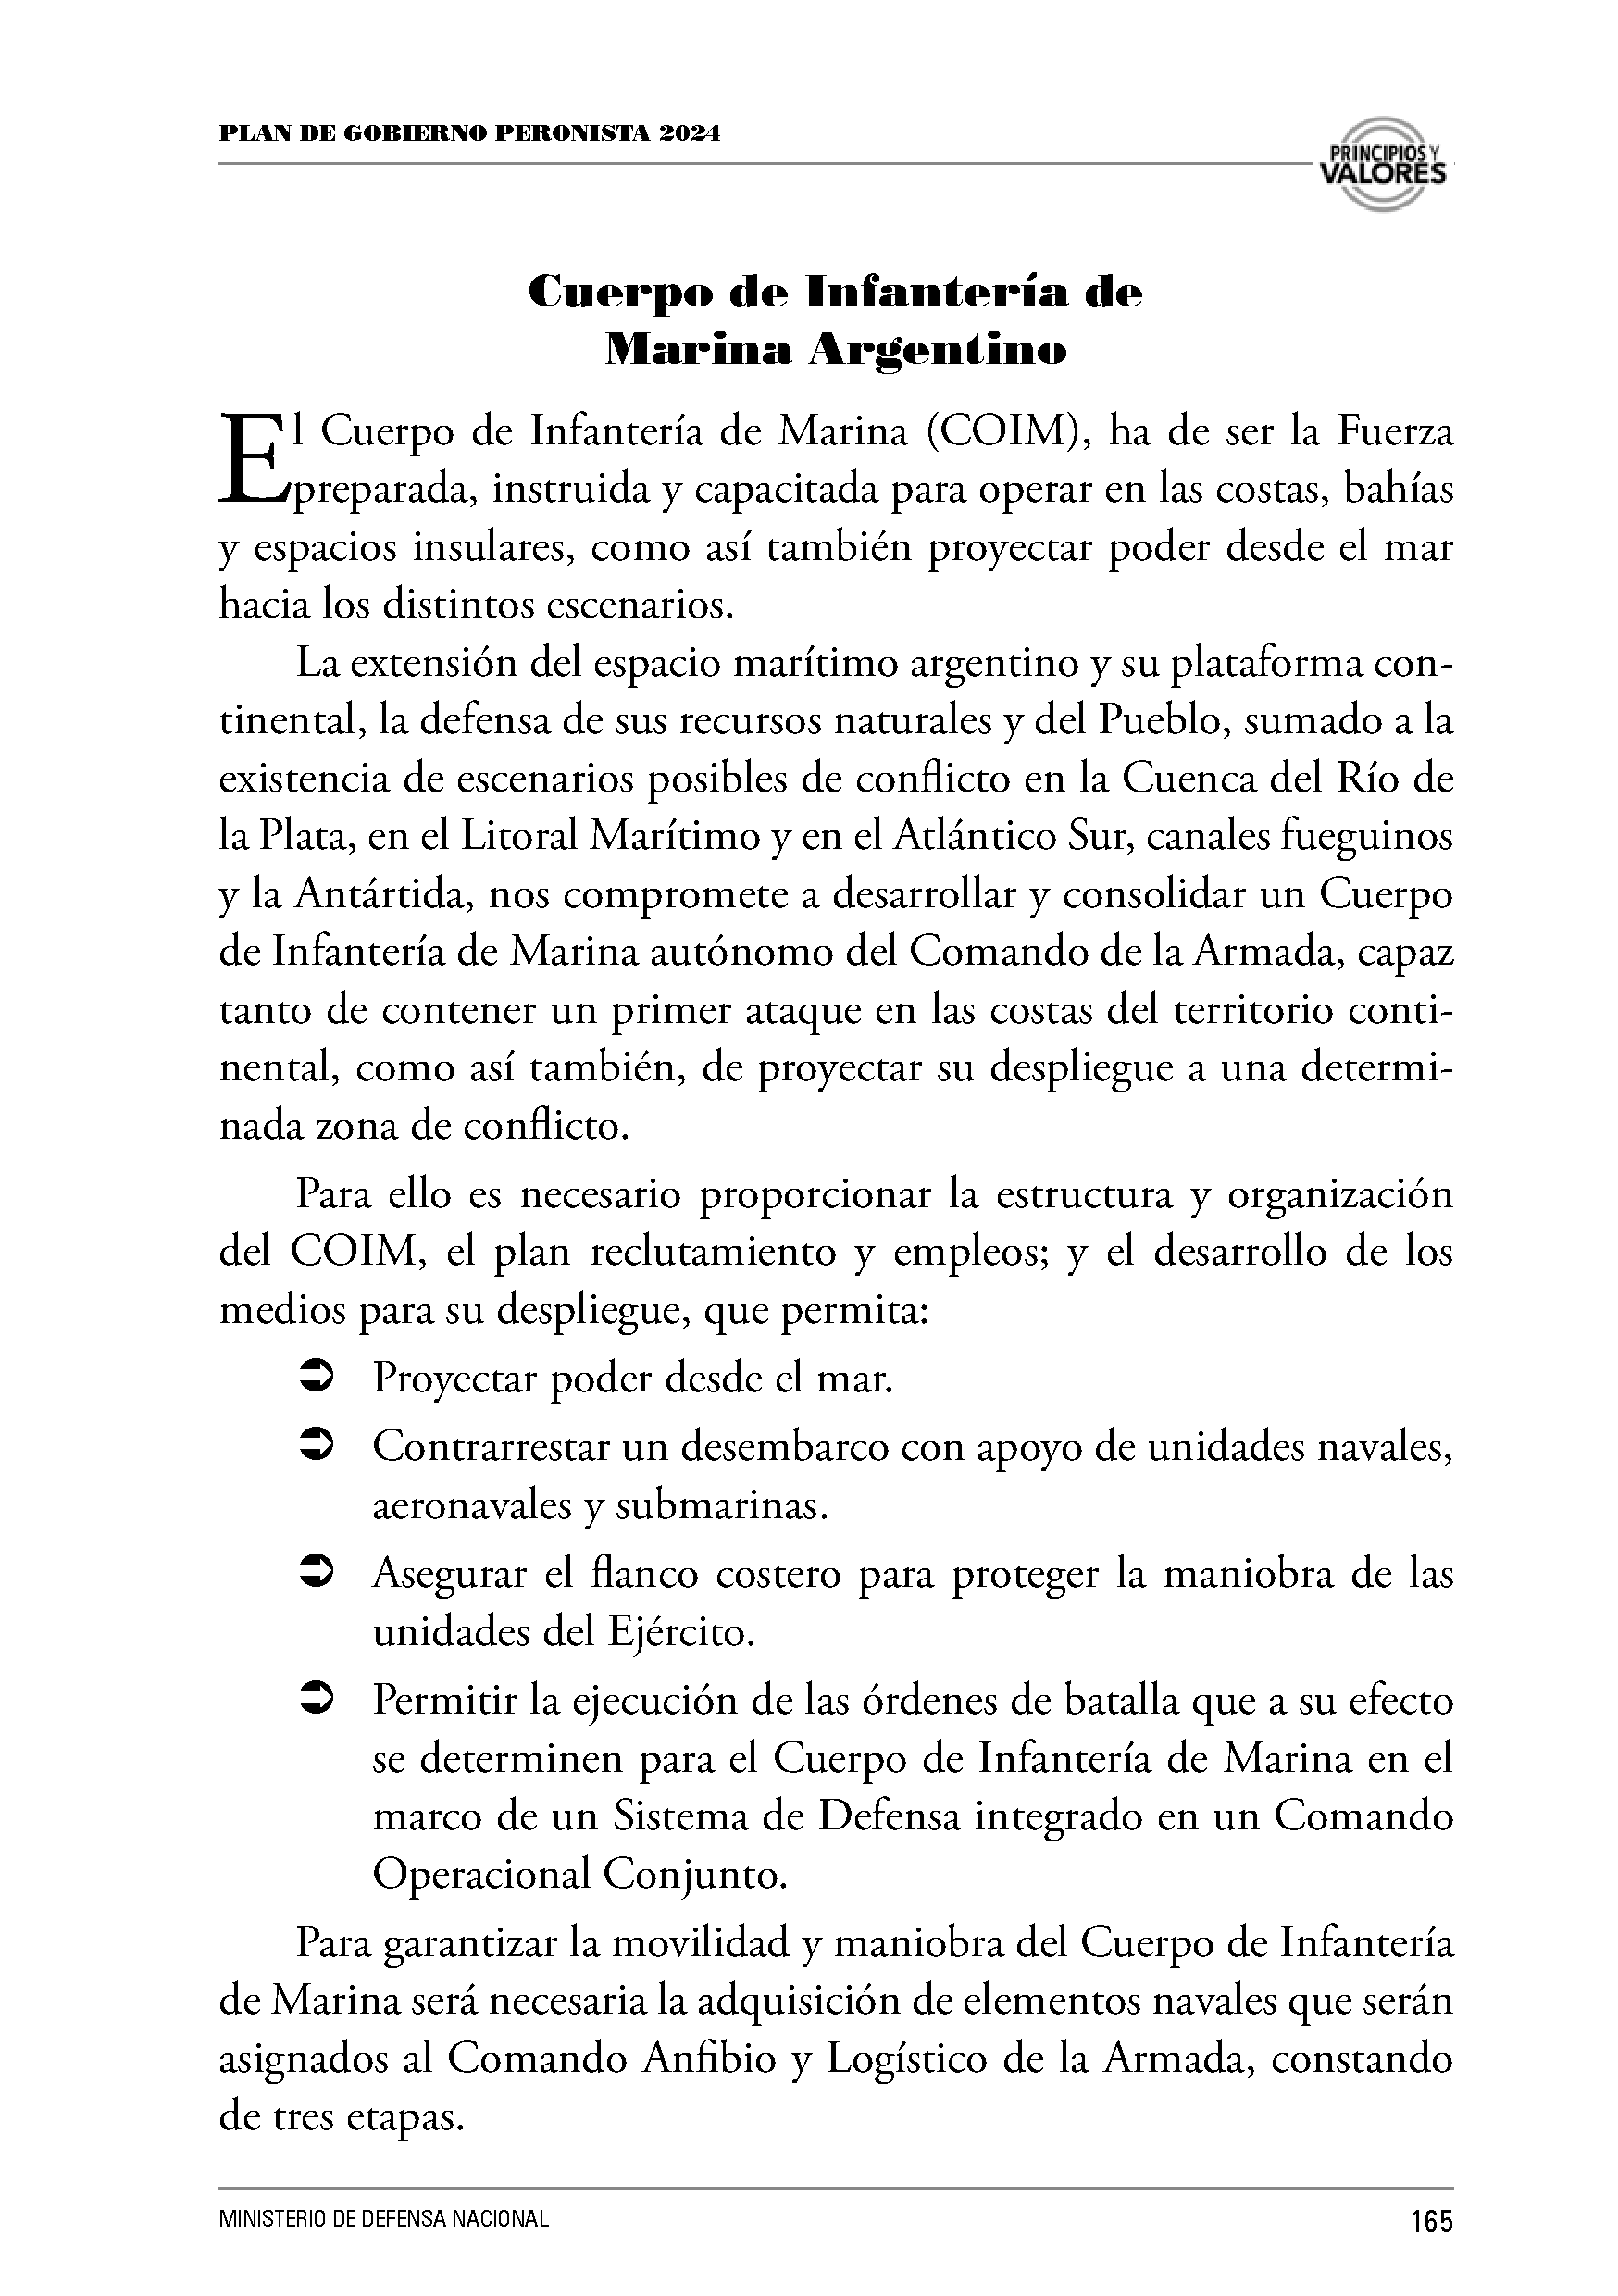 PLAN DE GOBIERNO PERONISTA 2024
PRINCIPIOS Y
VALORES
Cuerpo de Infantería de
Marina Argentino
El Cuerpo de Infantería de Marina (COIM), ha de ser la Fuerza
preparada, instruida y capacitada para operar en las costas, bahías
y espacios insulares, como así también proyectar poder desde el mar
hacia los distintos escenarios.
La extensión del espacio marítimo argentino y su plataforma con-
tinental, la defensa de sus recursos naturales y del Pueblo, sumado a la
existencia de escenarios posibles de conflicto en la Cuenca del Río de
la Plata, en el Litoral Marítimo y en el Atlántico Sur, canales fueguinos
y la Antártida, nos compromete a desarrollar y consolidar un Cuerpo
de Infantería de Marina autónomo del Comando de la Armada, capaz
tanto de contener un primer ataque en las costas del territorio conti-
nental, como así también, de proyectar su despliegue a una determi-
nada zona de conflicto.
Para ello es necesario proporcionar la estructura y organización
del COIM, el plan reclutamiento y empleos; y el desarrollo de los
medios para su despliegue, que permita:
➲ Proyectar poder desde el mar.
➲ Contrarrestar un desembarco con apoyo de unidades navales,
aeronavales y submarinas.
➲ Asegurar el flanco costero para proteger la maniobra de las
unidades del Ejército.
➲ Permitir la ejecución de las órdenes de batalla que a su efecto
se determinen para el Cuerpo de Infantería de Marina en el
marco de un Sistema de Defensa integrado en un Comando
Operacional Conjunto.
Para garantizar la movilidad y maniobra del Cuerpo de Infantería
de Marina será necesaria la adquisición de elementos navales que serán
asignados al Comando Anfibio y Logístico de la Armada, constando
de tres etapas.
MINISTERIO DE DEFENSA NACIONAL
165